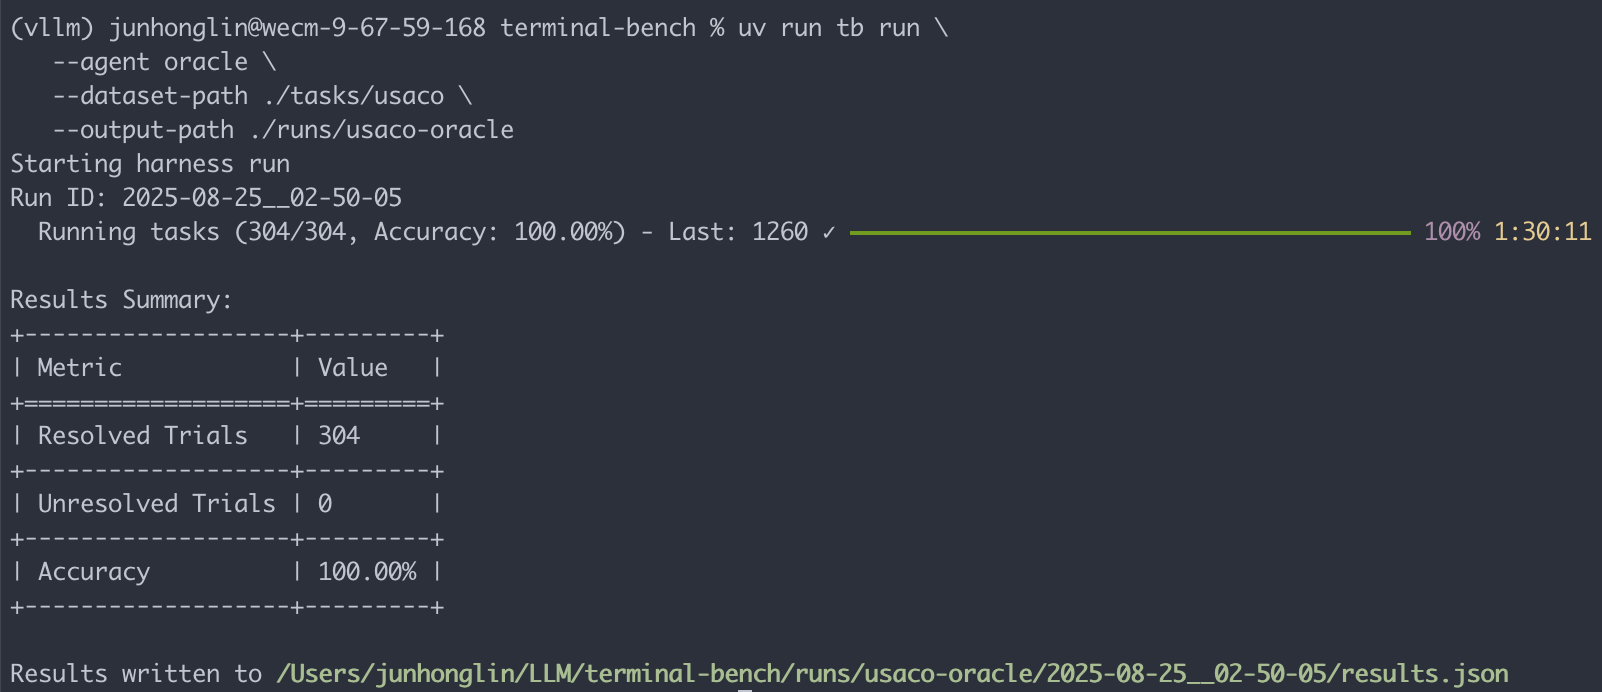 (vllm) junhonglin@wecm-9-67-59-168 terminal-bench % uv run tb run \
   --agent oracle \
   --dataset-path ./tasks/usaco \
   --output-path ./runs/usaco-oracle
Starting harness run
Run ID: 2025-08-25__02-50-05
  Running tasks (304/304, Accuracy: 100.00%) - Last: 1260 ✓ 100% 1:30:11

Results Summary:
+-------------------+---------+
| Metric            | Value   |
+===================+=========+
| Resolved Trials   | 304     |
+-------------------+---------+
| Unresolved Trials | 0       |
+-------------------+---------+
| Accuracy          | 100.00% |
+-------------------+---------+

Results written to /Users/junhonglin/LLM/terminal-bench/runs/usaco-oracle/2025-08-25__02-50-05/results.json